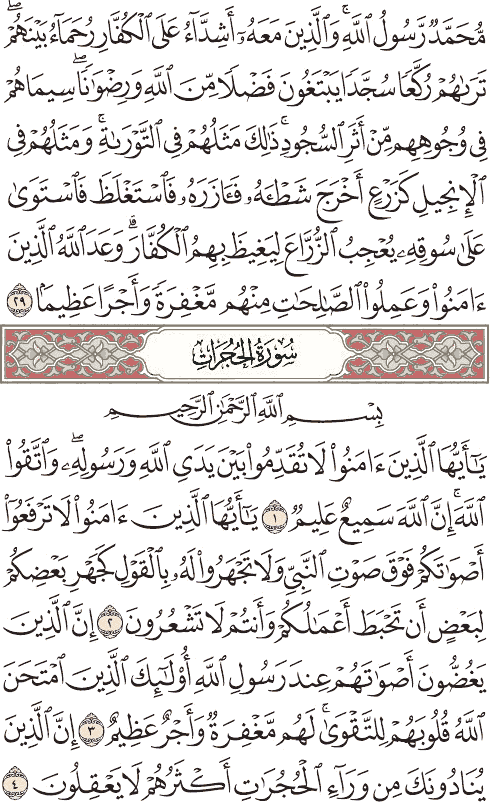 مُّحَمَّدٌ رَّسُولُ ٱللَّهِۚ وَٱلَّذِينَ مَعَهُۥٓ أَشِدَّآءُ عَلَى ٱلْكُفَّارِ رُحَمَآءُ بَيْنَهُمْۖ
تَرَىٰهُمْ رُكَّعًا سُجَّدًا يَبْتَغُونَ فَضْلًا مِّنَ ٱللَّهِ وَرِضْوَٰنًاۖ سِيمَاهُمْ
فِى وُجُوهِهِم مِّنْ أَثَرِ ٱلسُّجُودِۚ ذَٰلِكَ مَثَلُهُمْ فِى ٱلتَّوْرَىٰةِۚ وَمَثَلُهُمْ فِى
ٱلْإِنجِيلِ كَزَرْعٍ أَخْرَجَ شَطْـَٔهُۥ فَـَٔازَرَهُۥ فَٱسْتَغْلَظَ فَٱسْتَوَىٰ
عَلَىٰ سُوقِهِۦ يُعْجِبُ ٱلزُّرَّاعَ لِيَغِيظَ بِهِمُ ٱلْكُفَّارَۗ وَعَدَ ٱللَّهُ ٱلَّذِينَ
ءَامَنُوا۟ وَعَمِلُوا۟ ٱلصَّٰلِحَٰتِ مِنْهُم مَّغْفِرَةً وَأَجْرًا عَظِيمًۢا ٢٩
سُورَةُ الحُجُرَاتِ
بِسْمِ ٱللَّهِ ٱلرَّحْمَٰنِ ٱلرَّحِيمِ
يَٰٓأَيُّهَا ٱلَّذِينَ ءَامَنُوا۟ لَا تُقَدِّمُوا۟ بَيْنَ يَدَىِ ٱللَّهِ وَرَسُولِهِۦۖ وَٱتَّقُوا۟
ٱللَّهَۚ إِنَّ ٱللَّهَ سَمِيعٌ عَلِيمٌ ١ يَٰٓأَيُّهَا ٱلَّذِينَ ءَامَنُوا۟ لَا تَرْفَعُوٓا۟
أَصْوَٰتَكُمْ فَوْقَ صَوْتِ ٱلنَّبِىِّ وَلَا تَجْهَرُوا۟ لَهُۥ بِٱلْقَوْلِ كَجَهْرِ بَعْضِكُمْ
لِبَعْضٍ أَن تَحْبَطَ أَعْمَٰلُكُمْ وَأَنتُمْ لَا تَشْعُرُونَ ٢ إِنَّ ٱلَّذِينَ
يَغُضُّونَ أَصْوَٰتَهُمْ عِندَ رَسُولِ ٱللَّهِ أُو۟لَٰٓئِكَ ٱلَّذِينَ ٱمْتَحَنَ
ٱللَّهُ قُلُوبَهُمْ لِلتَّقْوَىٰۚ لَهُم مَّغْفِرَةٌ وَأَجْرٌ عَظِيمٌ ٣ إِنَّ ٱلَّذِينَ
يُنَادُونَكَ مِن وَرَآءِ ٱلْحُجُرَٰتِ أَكْثَرُهُمْ لَا يَعْقِلُونَ ٤